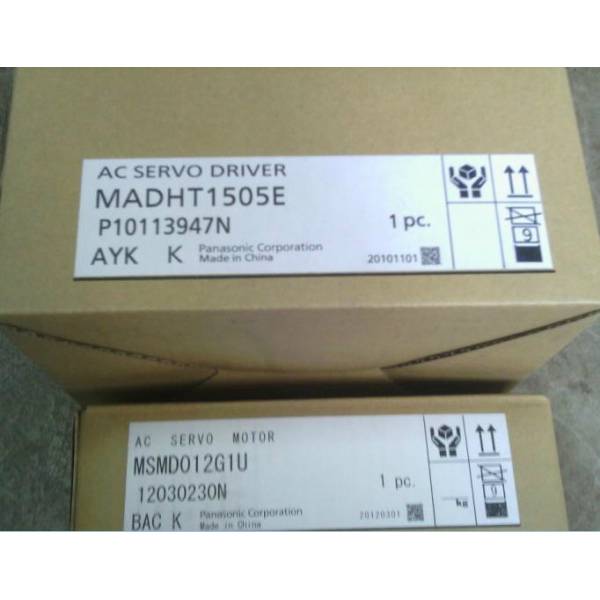 AC SERVO DRIVER
MADHT1505E
P10113947N
1 pc.
AYK K Panasonic Corporation
Made in China
20101101
9
AC SERVO MOTOR
MSMD012G1U
12030230N
1 pc.
BAC K Panasonic Corporation
Made in China
20120301
kg
9